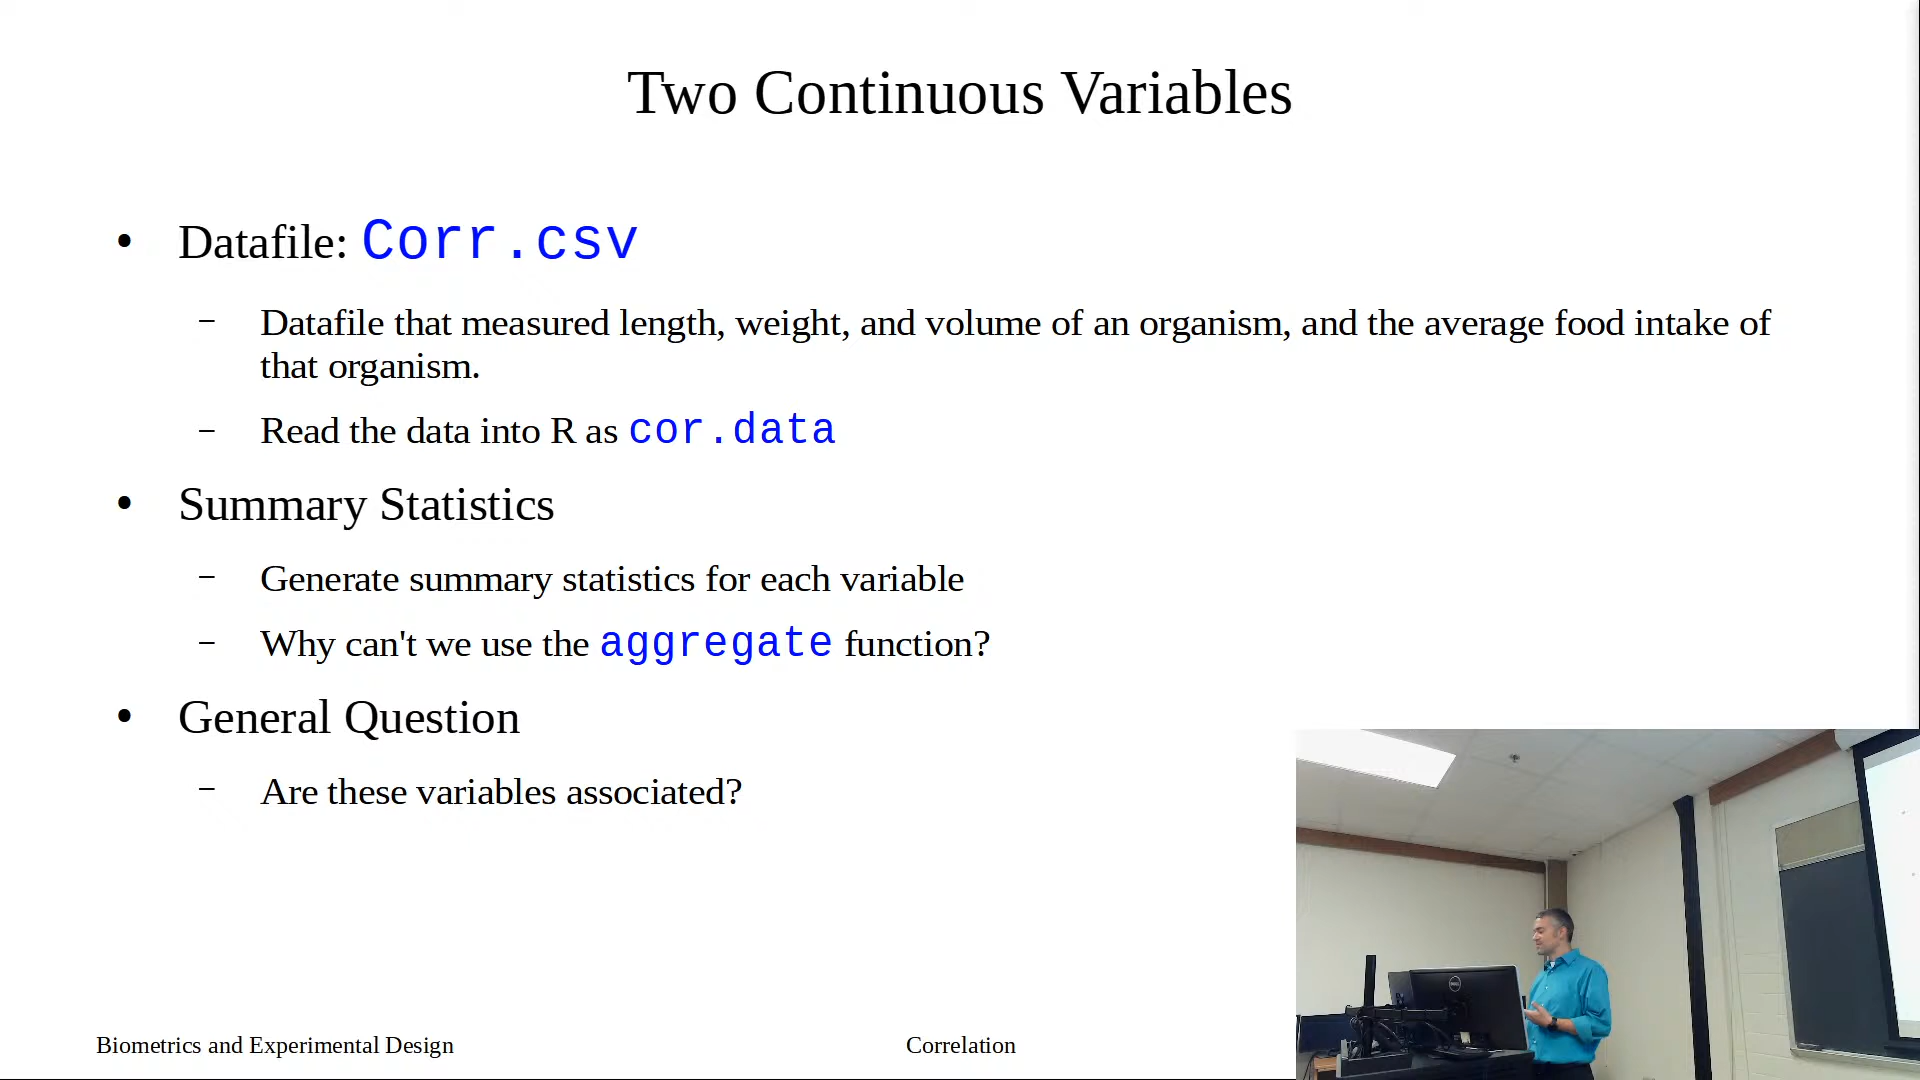 Two Continuous Variables
• Datafile: Corr.csv
– Datafile that measured length, weight, and volume of an organism, and the average food intake of
that organism.
– Read the data into R as cor.data
• Summary Statistics
– Generate summary statistics for each variable
– Why can't we use the aggregate function?
• General Question
– Are these variables associated?
Biometrics and Experimental Design
Correlation
DELL